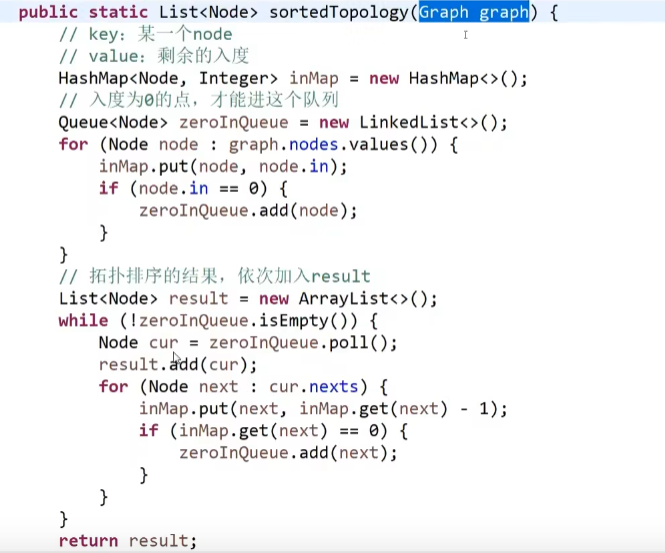 public static List<Node> sortedTopology(Graph graph) {
    // key: 某一个node
    // value: 剩余的入度
    HashMap<Node, Integer> inMap = new HashMap<>();
    // 入度为0的点，才能进这个队列
    Queue<Node> zeroInQueue = new LinkedList<>();
    for (Node node : graph.nodes.values()) {
        inMap.put(node, node.in);
        if (node.in == 0) {
            zeroInQueue.add(node);
        }
    }
    // 拓扑排序的结果，依次加入result
    List<Node> result = new ArrayList<>();
    while (!zeroInQueue.isEmpty()) {
        Node cur = zeroInQueue.poll();
        result.add(cur);
        for (Node next : cur.nexts) {
            inMap.put(next, inMap.get(next) - 1);
            if (inMap.get(next) == 0) {
                zeroInQueue.add(next);
            }
        }
    }
    return result;